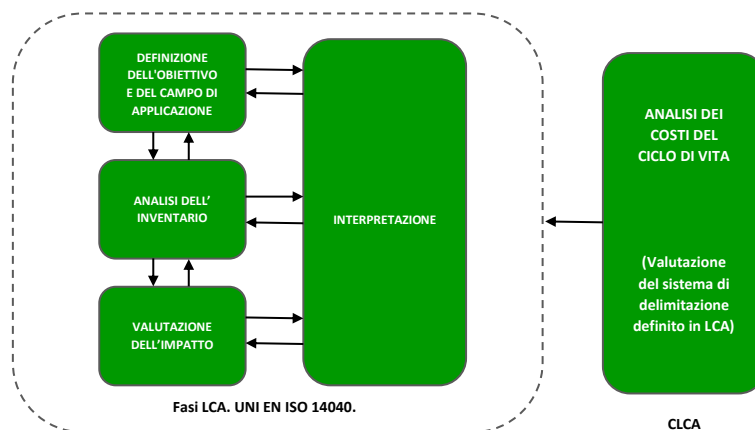 DEFINIZIONE
DELL'OBIETTIVO
E DEL CAMPO DI
APPLICAZIONE
ANALISI DELL’
INVENTARIO
VALUTAZIONE
DELL’IMPATTO
INTERPRETAZIONE
Fasi LCA. UNI EN ISO 14040.
ANALISI DEI
COSTI DEL
CICLO DI VITA
(Valutazione
del sistema di
delimitazione
definito in LCA)
CLCA